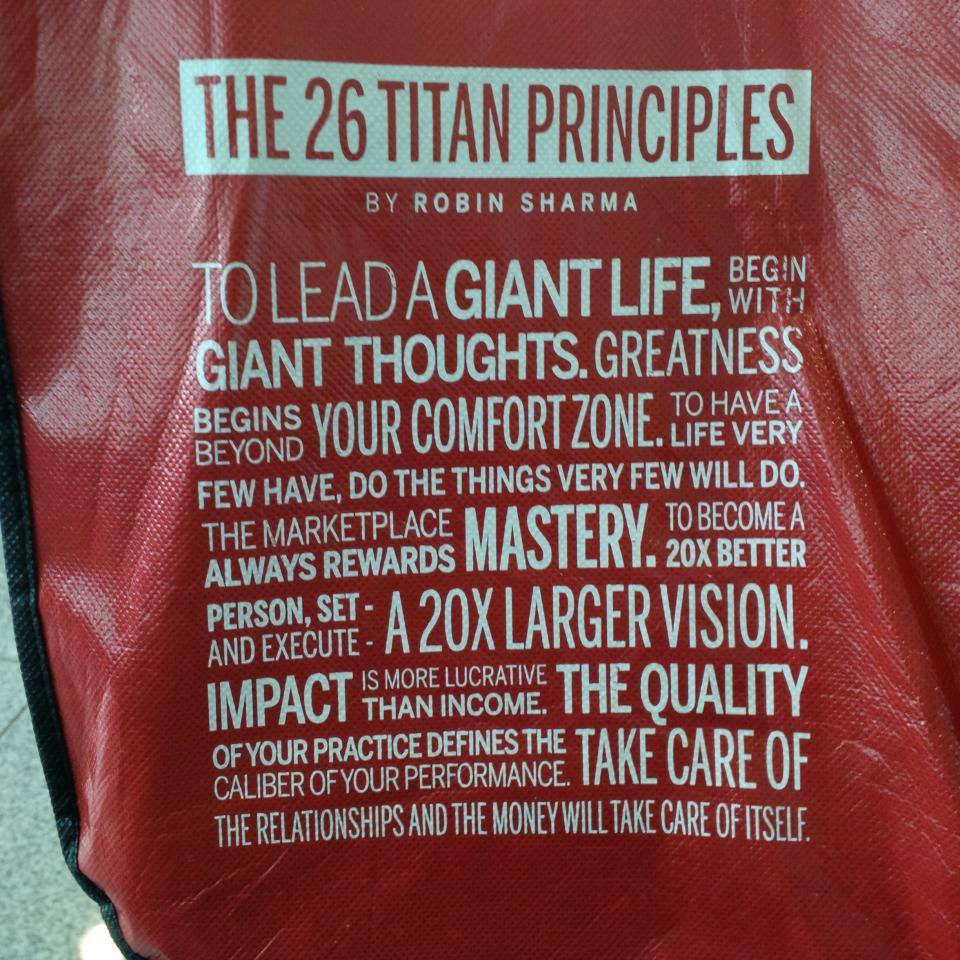 THE 26 TITAN PRINCIPLES
BY ROBIN SHARMA
TO LEAD A GIANT LIFE, BEGIN WITH
GIANT THOUGHTS. GREATNESS
BEGINS BEYOND YOUR COMFORT ZONE. TO HAVE A LIFE VERY
FEW HAVE, DO THE THINGS VERY FEW WILL DO.
THE MARKETPLACE ALWAYS REWARDS MASTERY. TO BECOME A 20X BETTER
PERSON, SET - AND EXECUTE - A 20X LARGER VISION.
IMPACT IS MORE LUCRATIVE THAN INCOME. THE QUALITY
OF YOUR PRACTICE DEFINES THE CALIBER OF YOUR PERFORMANCE. TAKE CARE OF
THE RELATIONSHIPS AND THE MONEY WILL TAKE CARE OF ITSELF.